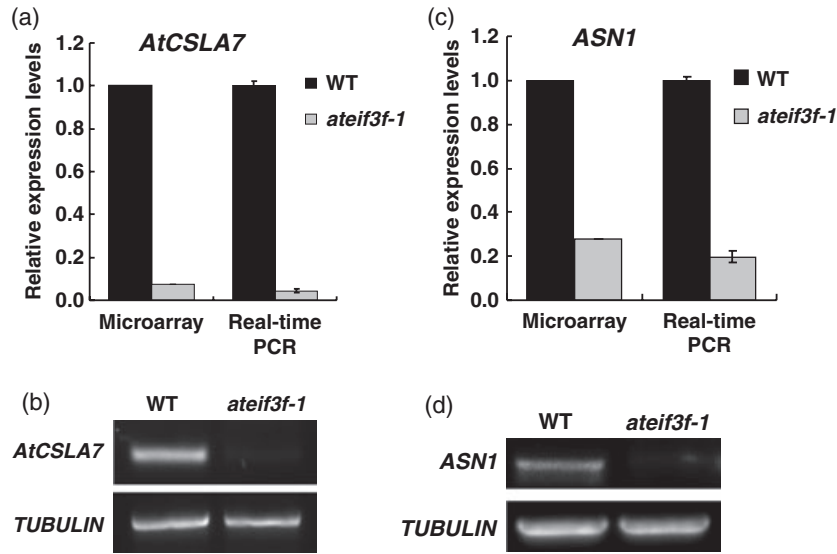 (a)
AtCSLA7
Relative expression levels
1.2
1.0
0.8
0.6
0.4
0.2
0.0
WT
ateif3f-1
Microarray
Real-time
PCR
(c)
ASN1
Relative expression levels
1.2
1.0
0.8
0.6
0.4
0.2
0.0
WT
ateif3f-1
Microarray
Real-time
PCR
(b)
WT ateif3f-1
AtCSLA7
TUBULIN
(d)
WT ateif3f-1
ASN1
TUBULIN